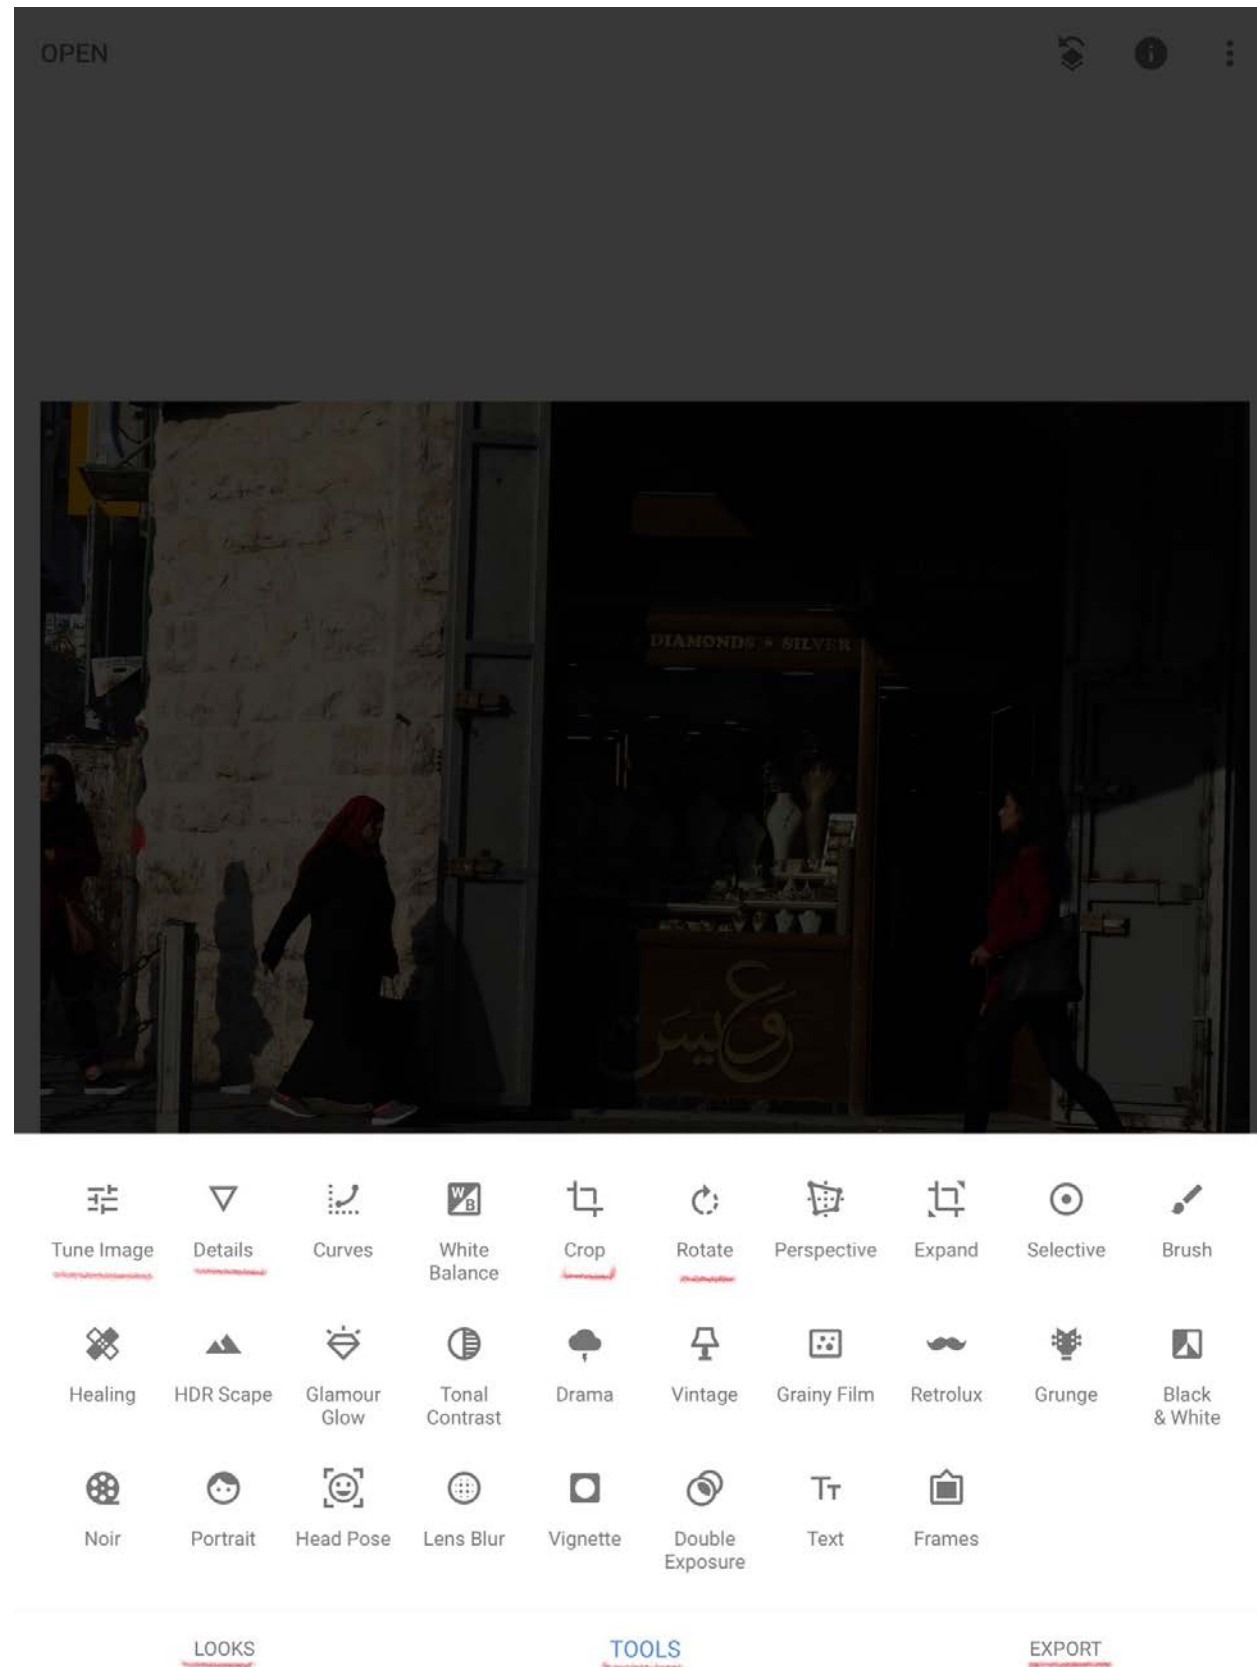 OPEN
DIAMONDS * SILVER
عويس
Tune Image
Details
Curves
White
Balance
Crop
Rotate
Perspective
Expand
Selective
Brush
Healing
HDR Scape
Glamour
Glow
Tonal
Contrast
Drama
Vintage
Grainy Film
Retrolux
Grunge
Black
& White
Noir
Portrait
Head Pose
Lens Blur
Vignette
Double
Exposure
Text
Frames
LOOKS
TOOLS
EXPORT